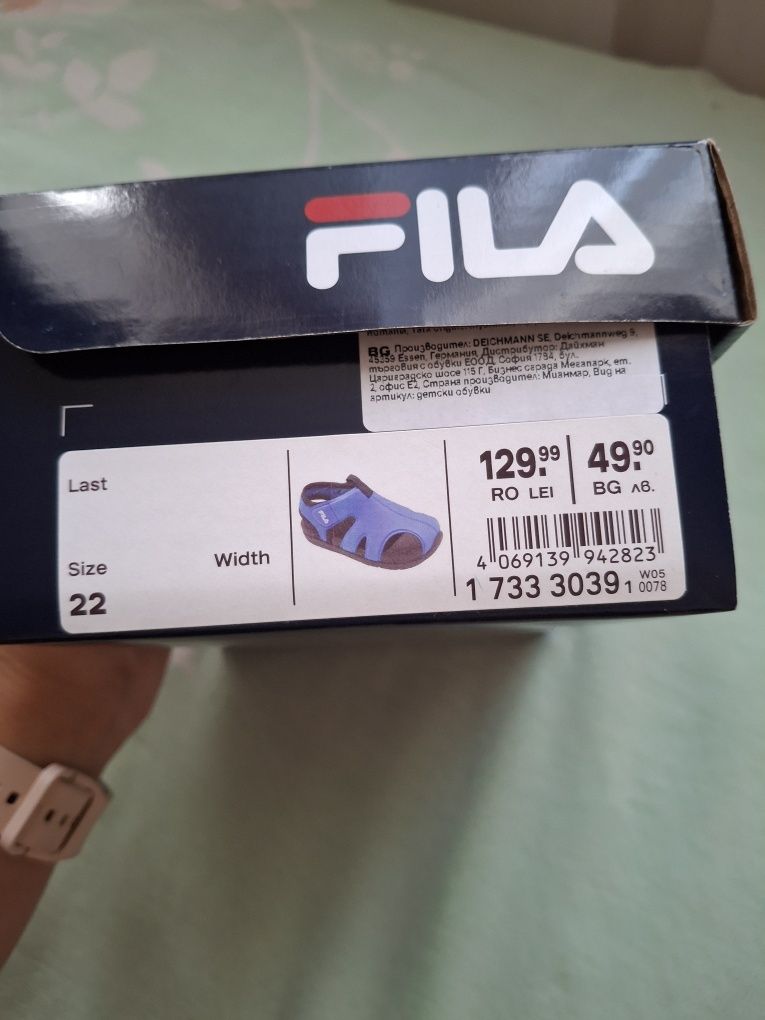 FILA
BG Производител: DEICHMANN SE, Deichmannweg 9,
45359 Essen, Германия, Дистрибутор: Дайхман
търговия с обувки ЕООД, София 1784, бул.
Цариградско шосе 115 Г, Бизнес сграда Мегапарк, ет.
2, офис Е2, Страна производител: Мианмар, Вид на
артикул: детски обувки
Last
Size
22
Width
FILA
129.99
RO LEI
49.90
BG лв.
4 069139 942823
1 733 3039 1 W05
0078